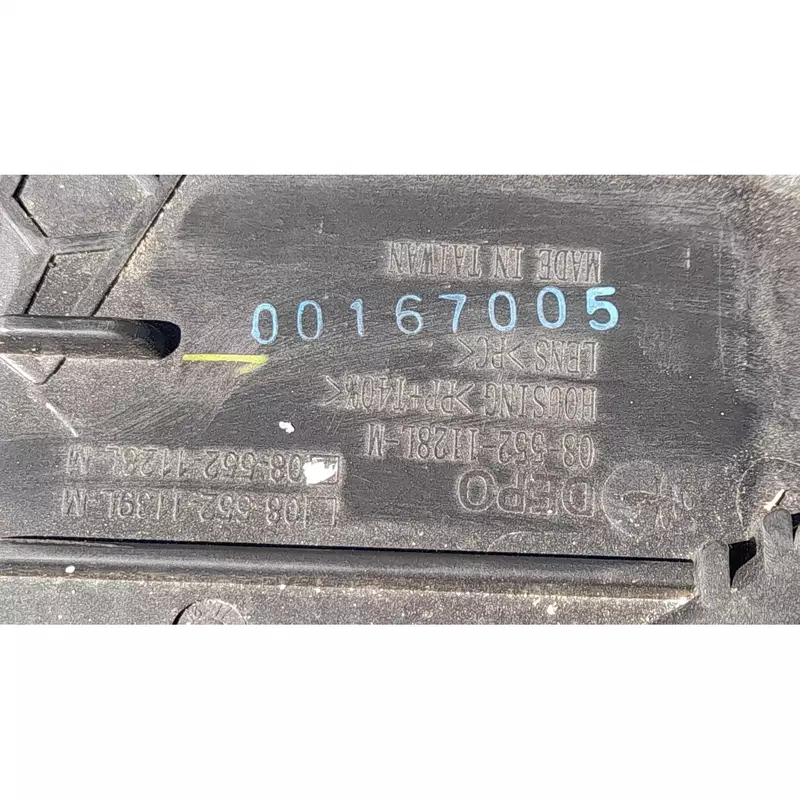 00167005
DEPO
08-552-1128L-M
HOUSING >PP+T40%<
LENS >PC<
MADE IN TAIWAN
08-552-1139L-M
08-552-1128L-M